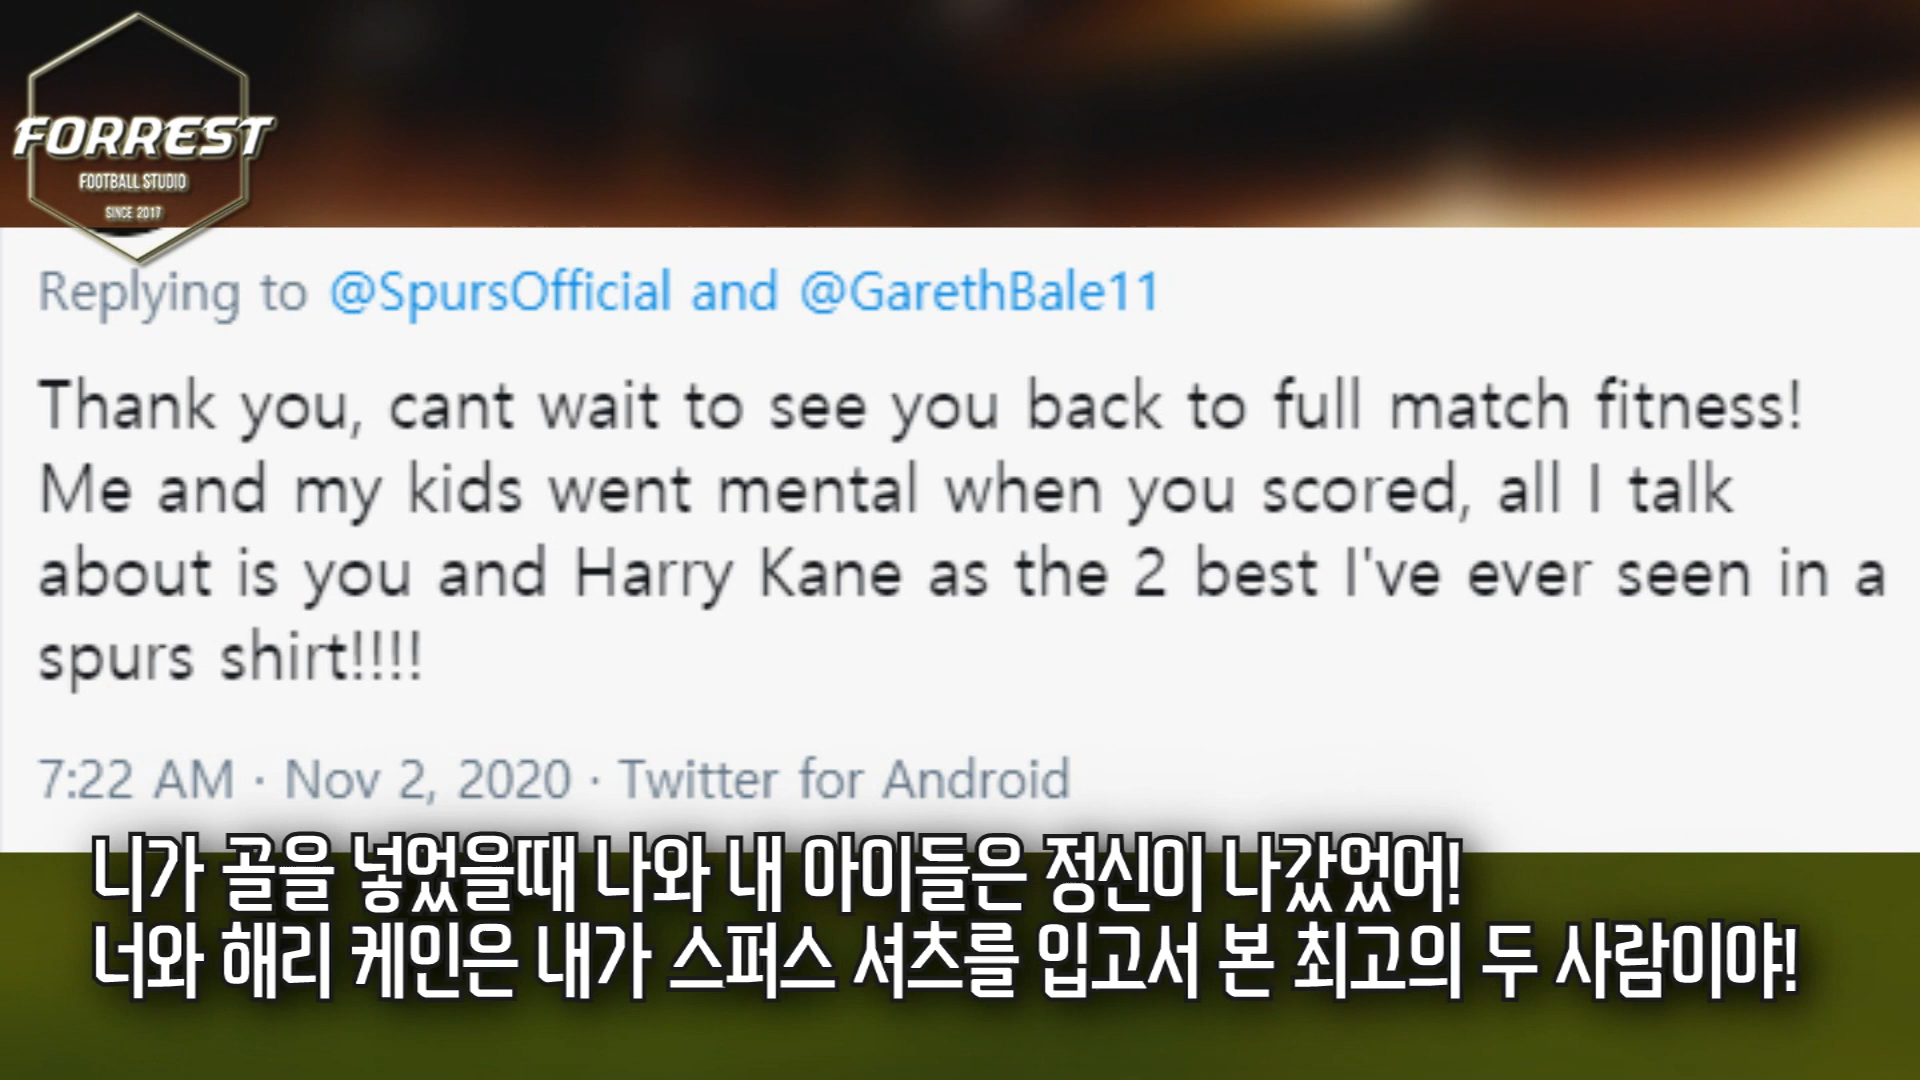 FORREST
FOOTBALL STUDIO
SINCE 2017
Replying to @SpursOfficial and @GarethBale11
Thank you, cant wait to see you back to full match fitness!
Me and my kids went mental when you scored, all I talk
about is you and Harry Kane as the 2 best I've ever seen in a
spurs shirt!!!!
7:22 AM · Nov 2, 2020 · Twitter for Android
니가 골을 넣었을때 나와 내 아이들은 정신이 나갔었어!
너와 해리 케인은 내가 스퍼스 셔츠를 입고서 본 최고의 두 사람이야!